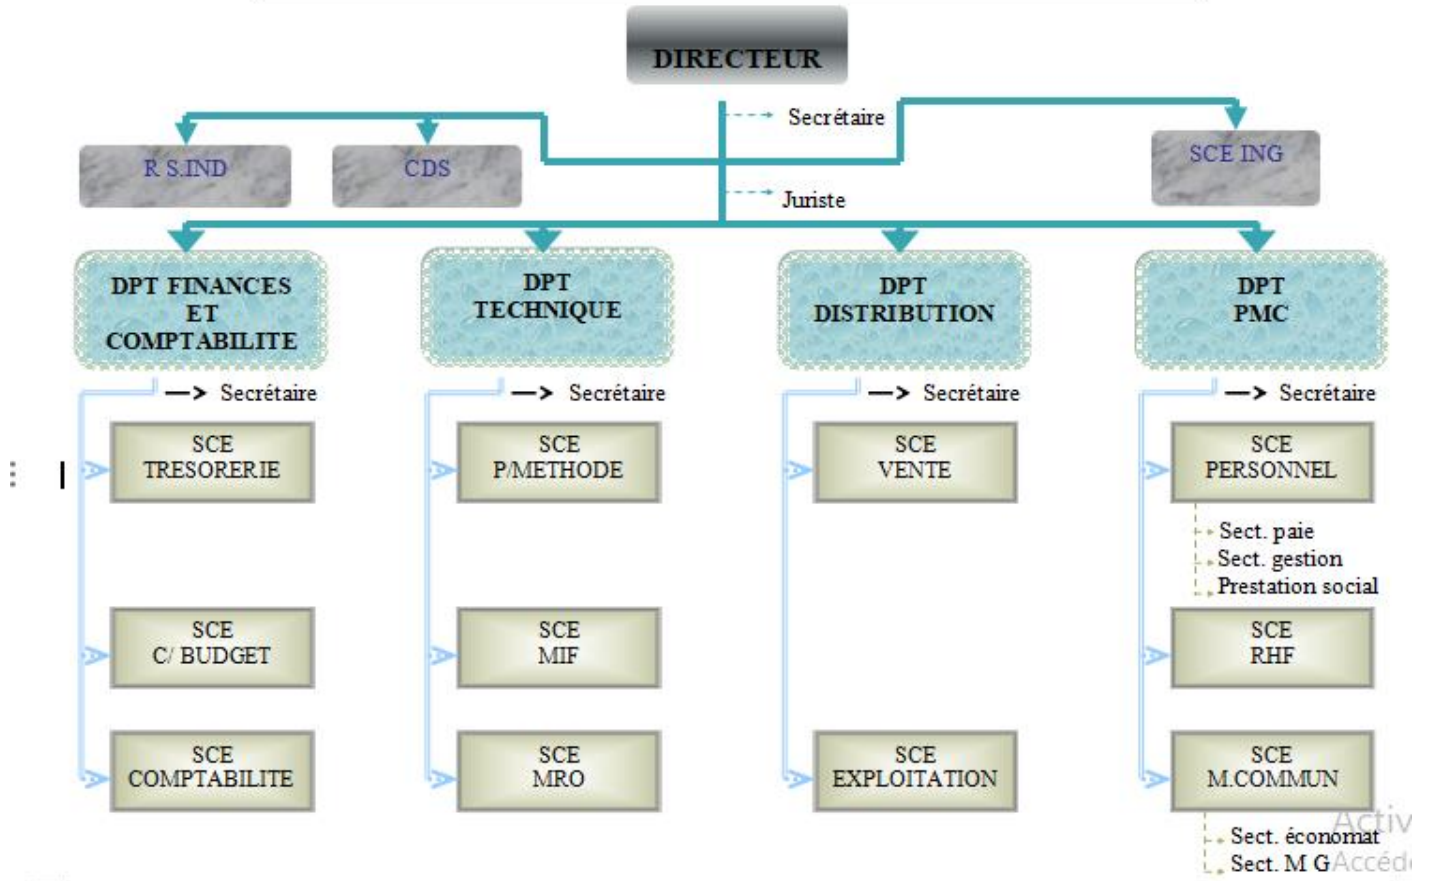 DIRECTEUR
Secrétaire
R S.IND
CDS
SCE ING
Juriste
DPT FINANCES
ET
COMPTABILITE
DPT
TECHNIQUE
DPT
DISTRIBUTION
DPT
PMC
Secrétaire
Secrétaire
Secrétaire
Secrétaire
SCE
TRESORERIE
SCE
P/METHODE
SCE
VENTE
SCE
PERSONNEL
Sect. paie
Sect. gestion
Prestation social
SCE
C/ BUDGET
SCE
MIF
SCE
RHF
SCE
COMPTABILITE
SCE
MRO
SCE
EXPLOITATION
SCE
M.COMMUN
Sect. économat
Sect. M G
Activ
Accéd